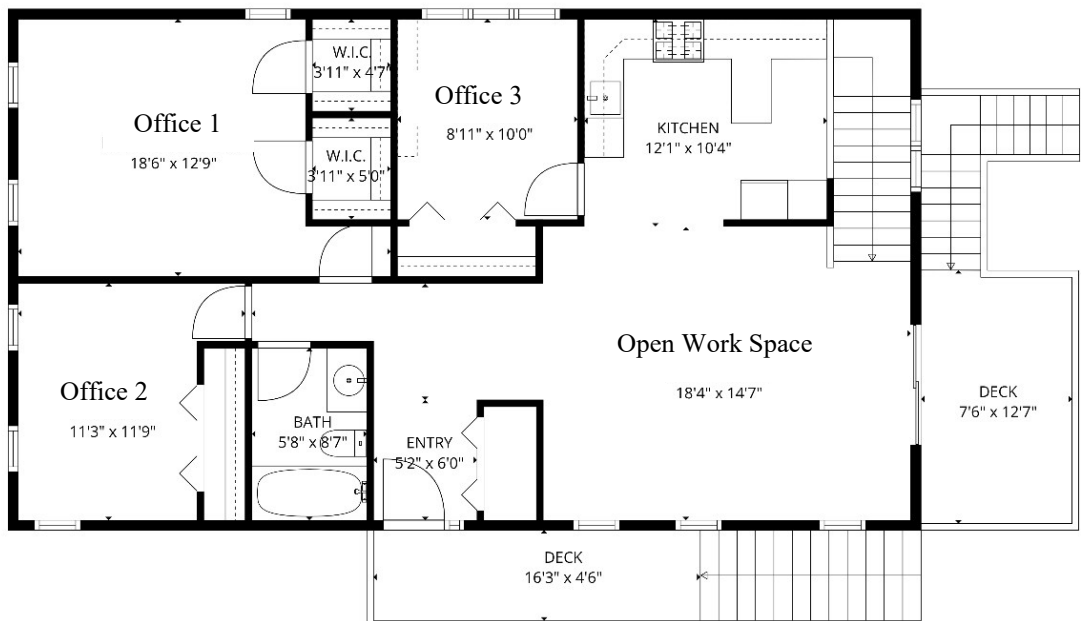 Office 1
18'6" x 12'9"
W.I.C.
3'11" x 4'7"
W.I.C.
3'11" x 5'0"
Office 3
8'11" x 10'0"
KITCHEN
12'1" x 10'4"
Office 2
11'3" x 11'9"
BATH
5'8" x 8'7"
ENTRY
5'2" x 6'0"
Open Work Space
18'4" x 14'7"
DECK
7'6" x 12'7"
DECK
16'3" x 4'6"